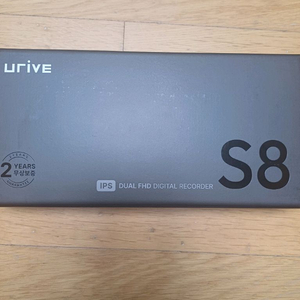 urive
2 YEARS
무상보증
IPS DUAL FHD DIGITAL RECORDER
S8